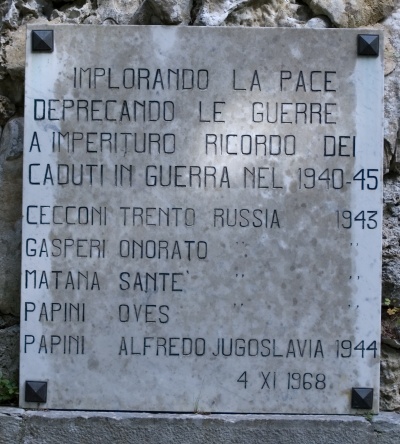 IMPLORANDO LA PACE
DEPRECANDO LE GUERRE
A IMPERITURO RICORDO DEI
CADUTI IN GUERRA NEL 1940-45
CECCONI TRENTO RUSSIA 1943
GASPERI ONORATO " "
MATANA SANTE' " "
PAPINI OVES " "
PAPINI ALFREDO JUGOSLAVIA 1944
4 XI 1968